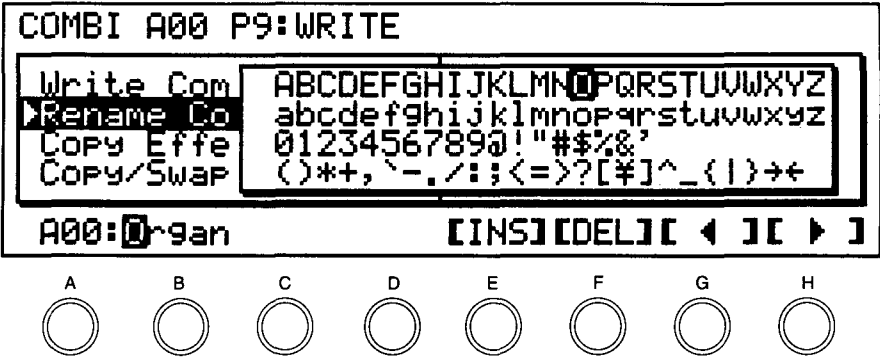 COMBI A00 P9:WRITE
Write Com
▶Rename Co
Copy Effe
Copy/Swap
ABCDEFGHIJKLMNOPQRSTUVWXYZ
abcdefghijklmnopqrstuvwxyz
0123456789@!"#$%&'
()*+,`-./:;<=>?[¥]^_{|}→←
A00:Organ [INS][DEL][ ◀ ][ ▶ ]
A B C D E F G H